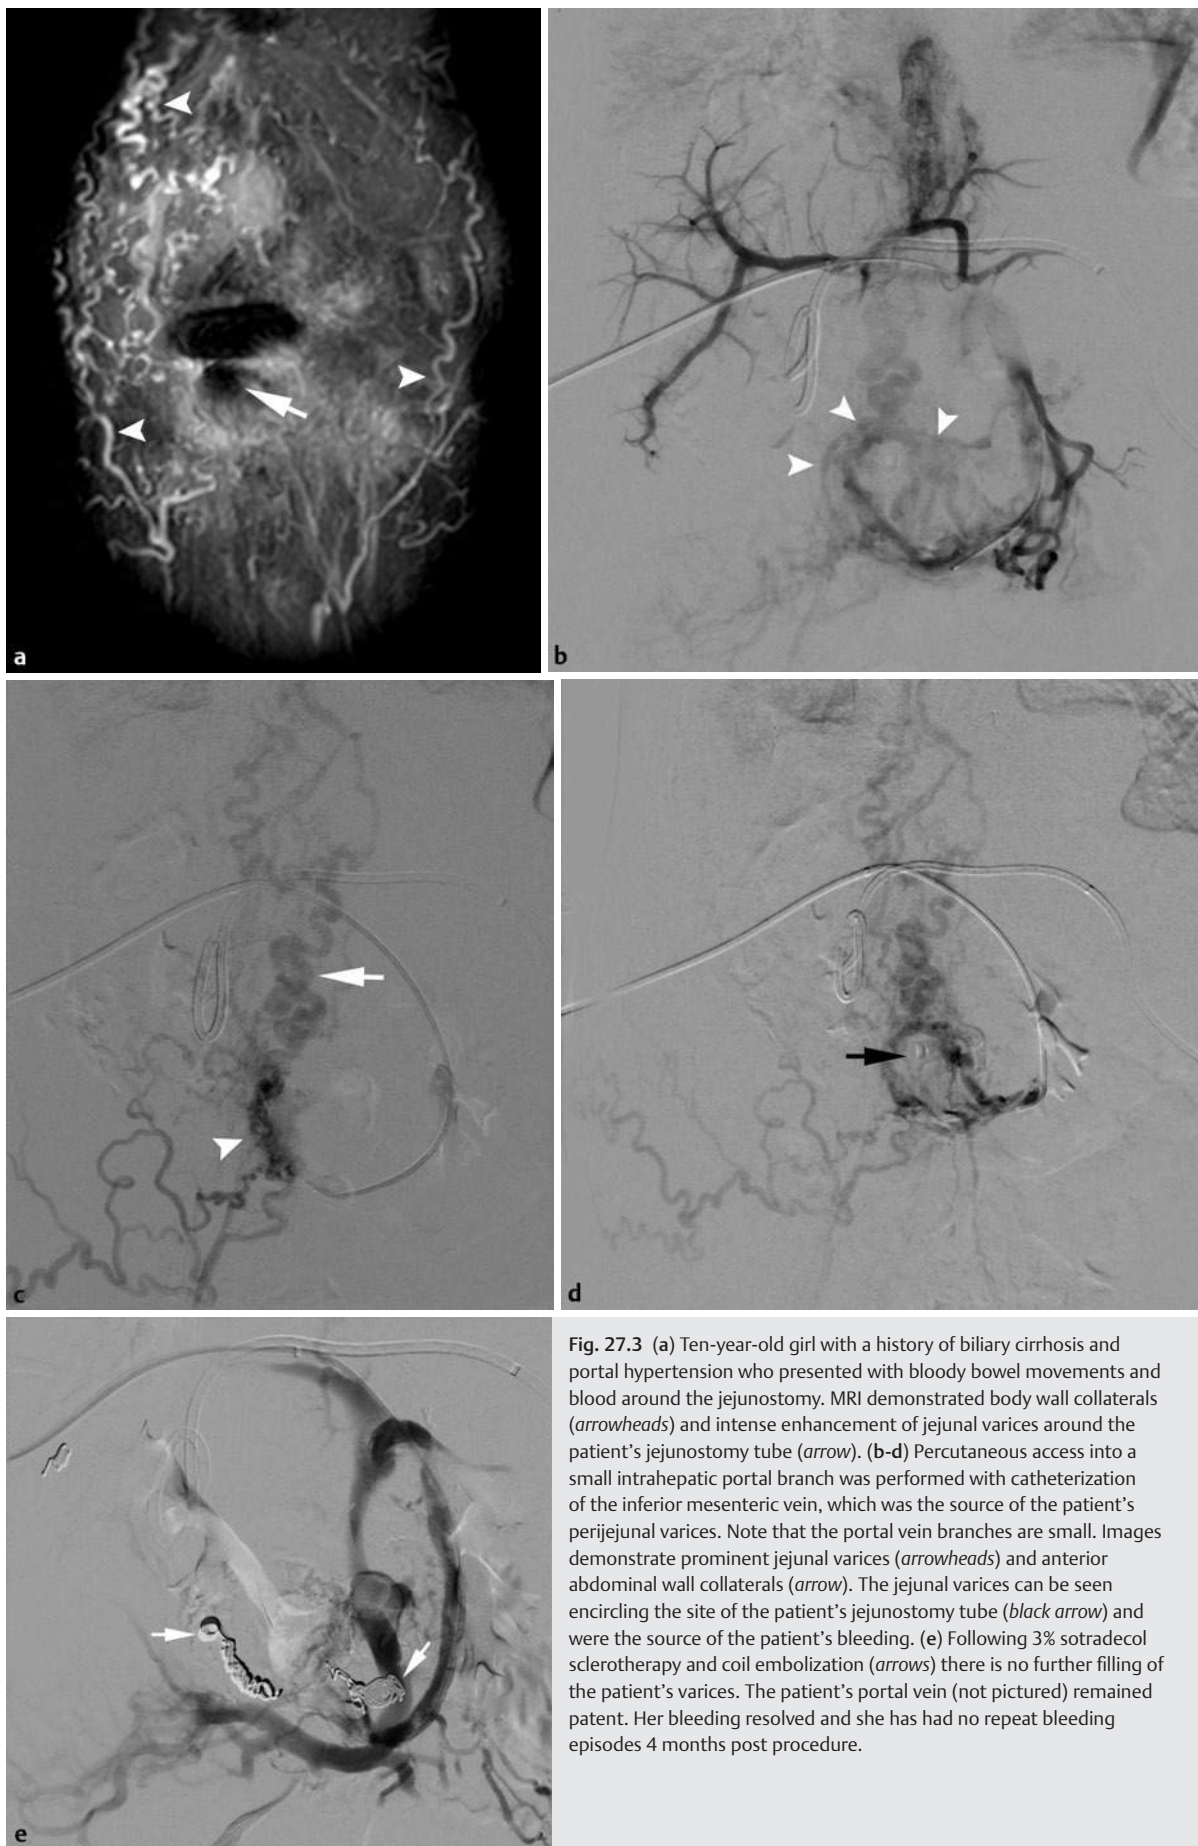 a
b
c
d
e
Fig. 27.3 (a) Ten-year-old girl with a history of biliary cirrhosis and
portal hypertension who presented with bloody bowel movements and
blood around the jejunostomy. MRI demonstrated body wall collaterals
(arrowheads) and intense enhancement of jejunal varices around the
patient's jejunostomy tube (arrow). (b-d) Percutaneous access into a
small intrahepatic portal branch was performed with catheterization
of the inferior mesenteric vein, which was the source of the patient's
perijejunal varices. Note that the portal vein branches are small. Images
demonstrate prominent jejunal varices (arrowheads) and anterior
abdominal wall collaterals (arrow). The jejunal varices can be seen
encircling the site of the patient's jejunostomy tube (black arrow) and
were the source of the patient's bleeding. (e) Following 3% sotradecol
sclerotherapy and coil embolization (arrows) there is no further filling of
the patient's varices. The patient's portal vein (not pictured) remained
patent. Her bleeding resolved and she has had no repeat bleeding
episodes 4 months post procedure.